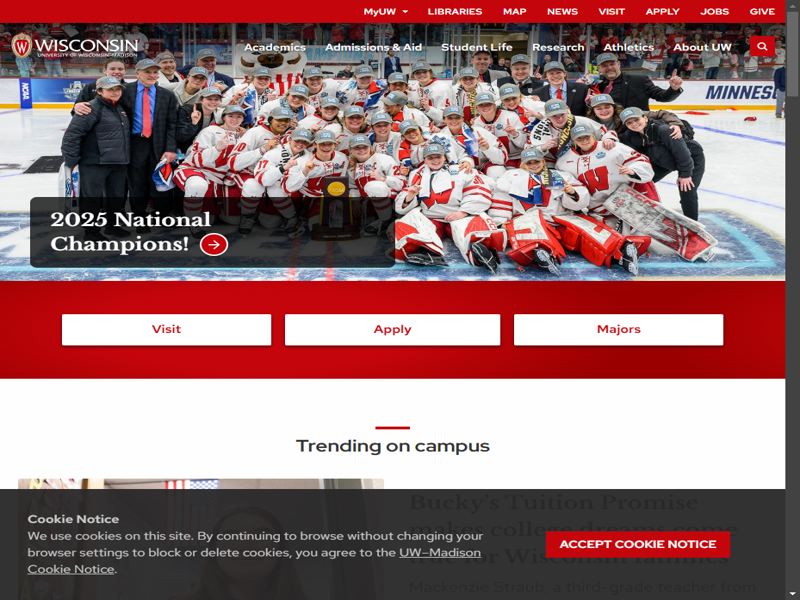 MyUW
LIBRARIES
MAP
NEWS
VISIT
APPLY
JOBS
GIVE
WISCONSIN
UNIVERSITY OF WISCONSIN-MADISON
Academics
Admissions & Aid
Student Life
Research
Athletics
About UW
NCAA
MINNES
2025 National
Champions!
Visit
Apply
Majors
Trending on campus
Bucky's Tuition Promise
makes college dreams come
true for Wisconsin families
Mackenzie Straub, a third-grade teacher from
Cookie Notice
We use cookies on this site. By continuing to browse without changing your
browser settings to block or delete cookies, you agree to the UW–Madison
Cookie Notice.
ACCEPT COOKIE NOTICE